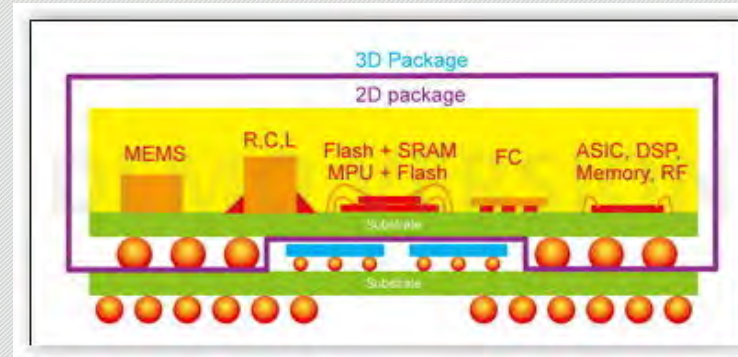 3D Package
2D package
MEMS
R,C,L
Flash + SRAM
MPU + Flash
FC
ASIC, DSP,
Memory, RF
Substrate
Substrate